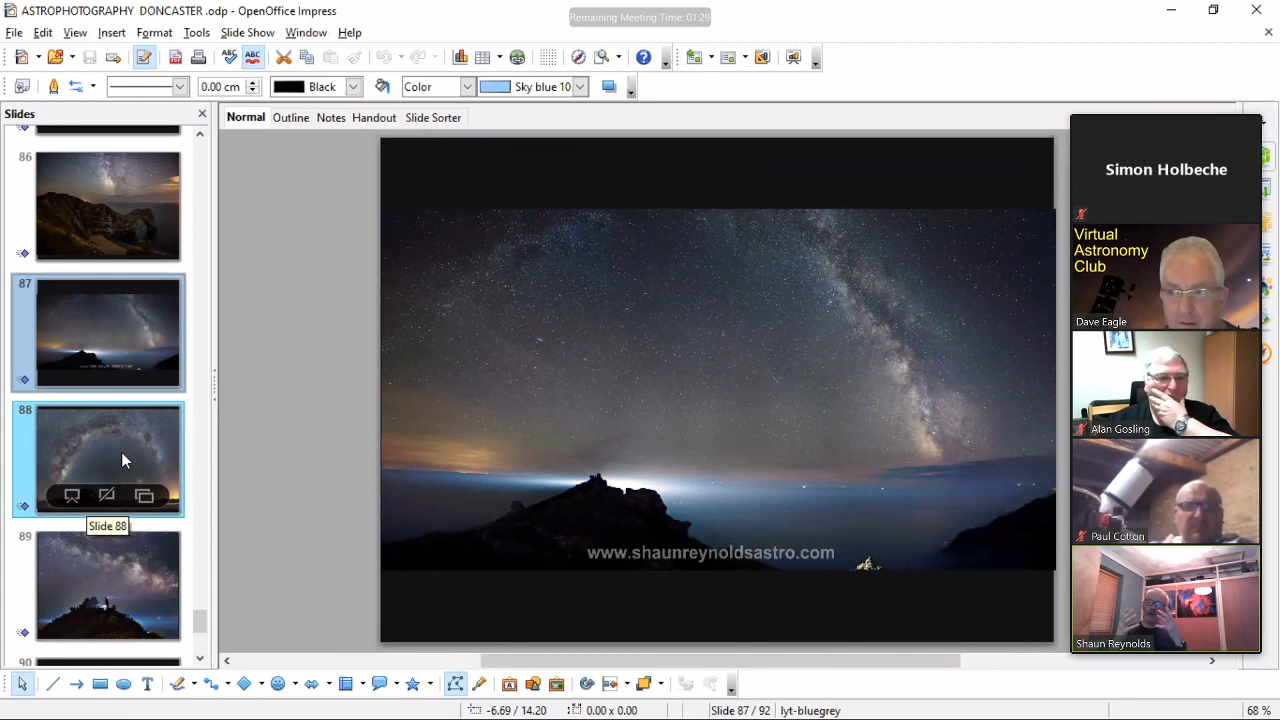 ASTROPHOTOGRAPHY DONCASTER .odp - OpenOffice Impress
Remaining Meeting Time: 01:29
File Edit View Insert Format Tools Slide Show Window Help
0.00 cm
Black
Color
Sky blue 10
Slides
Normal Outline Notes Handout Slide Sorter
86
87
88
Slide 88
89
90
www.shaunreynoldsastro.com
Simon Holbeche
Virtual
Astronomy
Club
Dave Eagle
Alan Gosling
Paul Cotton
Shaun Reynolds
-6.69 / 14.20
0.00 x 0.00
Slide 87 / 92
lyt-bluegrey
68 %